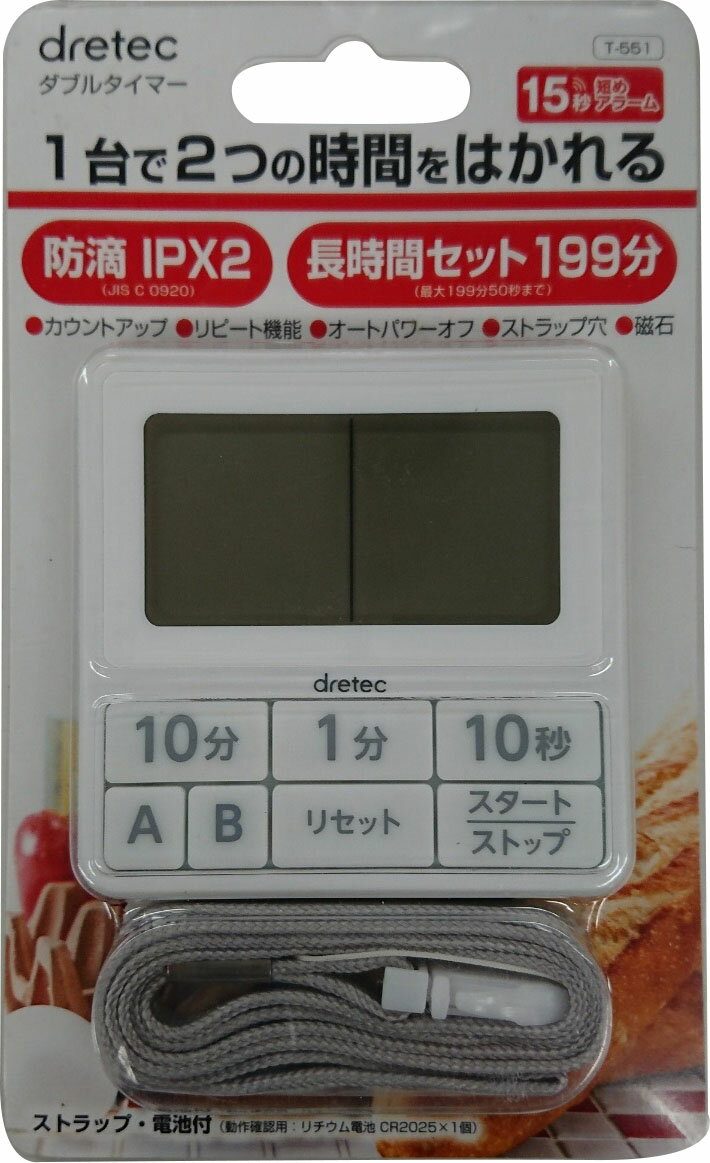 dretec
T-551
ダブルタイマー
15秒 短め アラーム
1台で2つの時間をはかれる
防滴 IPX2
(JIS C 0920)
長時間セット199分
(最大199分50秒まで)
●カウントアップ ●リピート機能 ●オートパワーオフ ●ストラップ穴 ●磁石
dretec
10分 1分 10秒
A B リセット スタート
ストップ
ストラップ・電池付(動作確認用:リチウム電池 CR2025×1個)